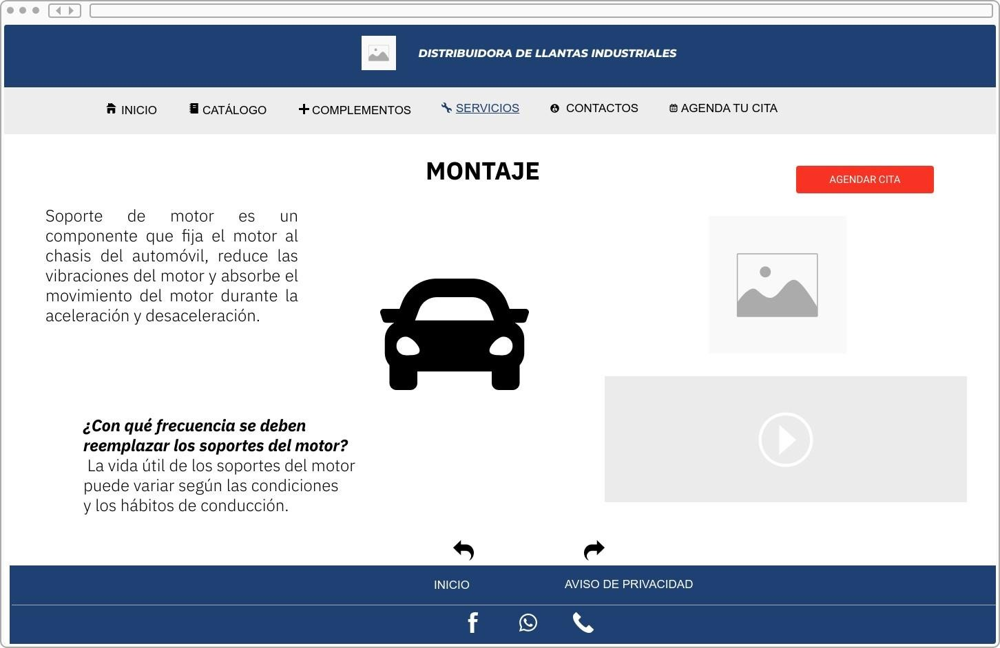 DISTRIBUIDORA DE LLANTAS INDUSTRIALES
INICIO
CATÁLOGO
COMPLEMENTOS
SERVICIOS
CONTACTOS
AGENDA TU CITA
MONTAJE
AGENDAR CITA
Soporte de motor es un
componente que fija el motor al
chasis del automóvil, reduce las
vibraciones del motor y absorbe el
movimiento del motor durante la
aceleración y desaceleración.
¿Con qué frecuencia se deben
reemplazar los soportes del motor?
La vida útil de los soportes del motor
puede variar según las condiciones
y los hábitos de conducción.
INICIO
AVISO DE PRIVACIDAD